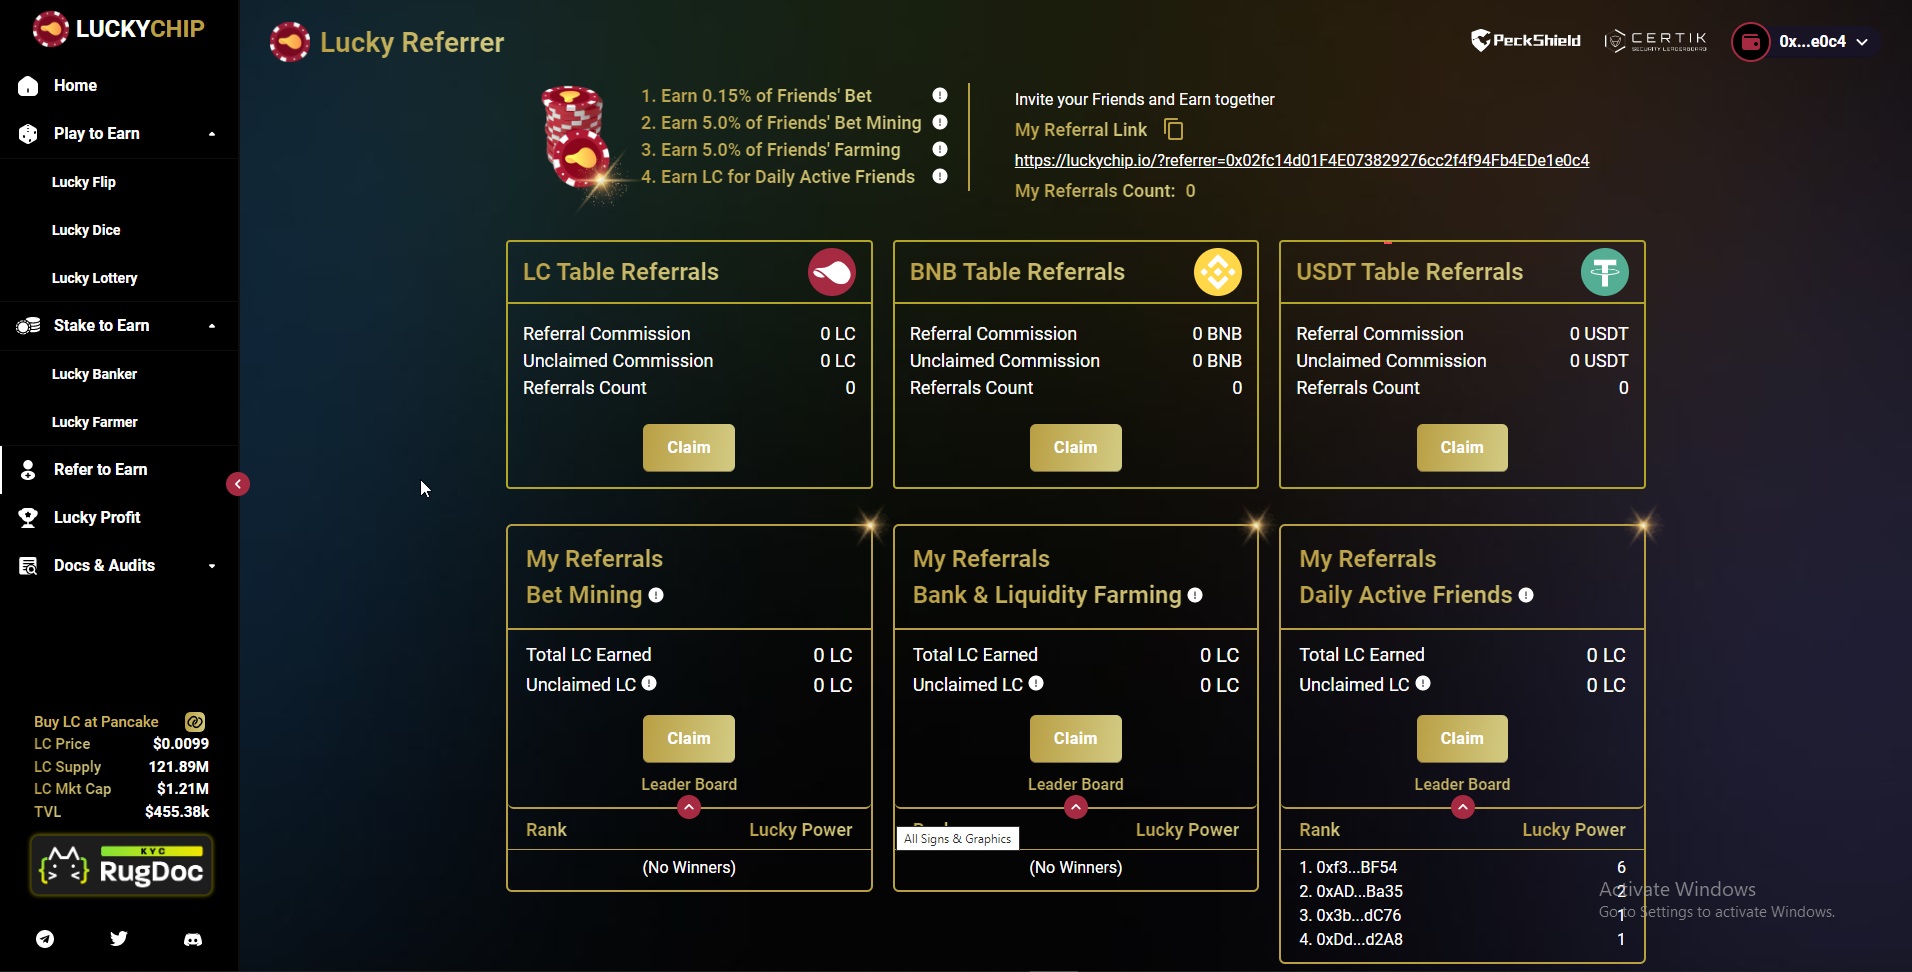 LUCKYCHIP
Home
Play to Earn
Lucky Flip
Lucky Dice
Lucky Lottery
Stake to Earn
Lucky Banker
Lucky Farmer
Refer to Earn
Lucky Profit
Docs & Audits
Buy LC at Pancake
LC Price $0.0099
LC Supply 121.89M
LC Mkt Cap $1.21M
TVL $455.38k
KYC
RugDoc
Lucky Referrer
PeckShield
CERTIK
SECURITY LEADERBOARD
0x...e0c4
1. Earn 0.15% of Friends' Bet
2. Earn 5.0% of Friends' Bet Mining
3. Earn 5.0% of Friends' Farming
4. Earn LC for Daily Active Friends
Invite your Friends and Earn together
My Referral Link
https://luckychip.io/?referrer=0x02fc14d01F4E073829276cc2f4f94Fb4EDe1e0c4
My Referrals Count: 0
LC Table Referrals
Referral Commission 0 LC
Unclaimed Commission 0 LC
Referrals Count 0
Claim
BNB Table Referrals
Referral Commission 0 BNB
Unclaimed Commission 0 BNB
Referrals Count 0
Claim
USDT Table Referrals
Referral Commission 0 USDT
Unclaimed Commission 0 USDT
Referrals Count 0
Claim
My Referrals
Bet Mining
Total LC Earned 0 LC
Unclaimed LC 0 LC
Claim
Leader Board
Rank Lucky Power
(No Winners)
My Referrals
Bank & Liquidity Farming
Total LC Earned 0 LC
Unclaimed LC 0 LC
Claim
Leader Board
Lucky Power
All Signs & Graphics
(No Winners)
My Referrals
Daily Active Friends
Total LC Earned 0 LC
Unclaimed LC 0 LC
Claim
Leader Board
Rank Lucky Power
1. 0xf3...BF54 6
2. 0xAD...Ba35 2
3. 0x3b...dC76 1
4. 0xDd...d2A8 1
Activate Windows
Go to Settings to activate Windows.